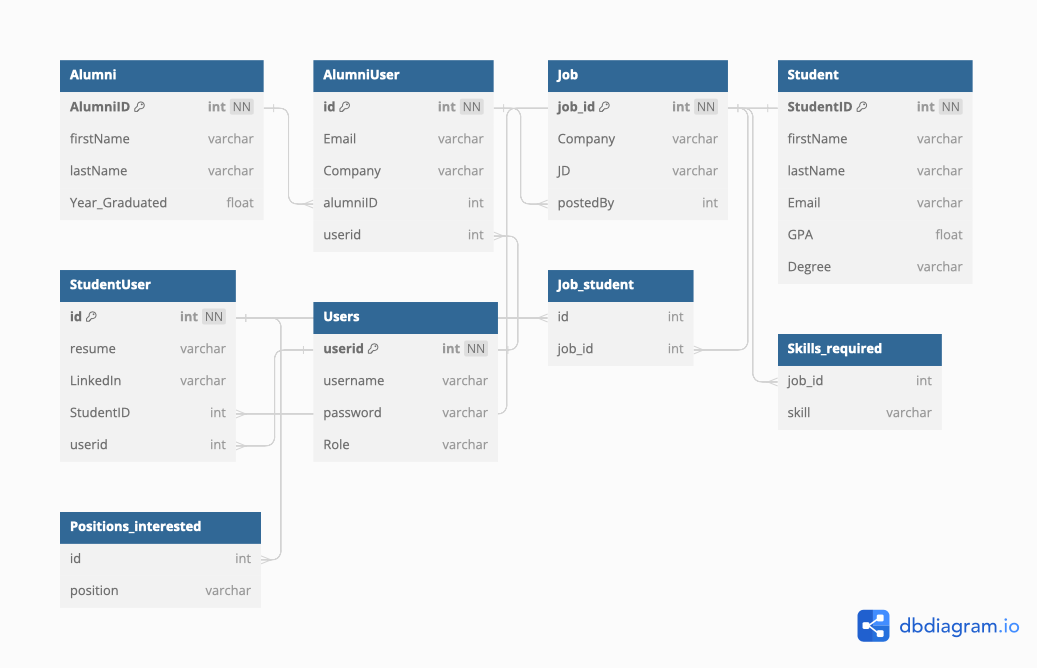 Alumni
AlumniID int NN
firstName varchar
lastName varchar
Year_Graduated float
AlumniUser
id int NN
Email varchar
Company varchar
alumniID int
userid int
Job
job_id int NN
Company varchar
JD varchar
postedBy int
Student
StudentID int NN
firstName varchar
lastName varchar
Email varchar
GPA float
Degree varchar
StudentUser
id int NN
resume varchar
LinkedIn varchar
StudentID int
userid int
Users
userid int NN
username varchar
password varchar
Role varchar
Job_student
id int
job_id int
Skills_required
job_id int
skill varchar
Positions_interested
id int
position varchar
dbdiagram.io